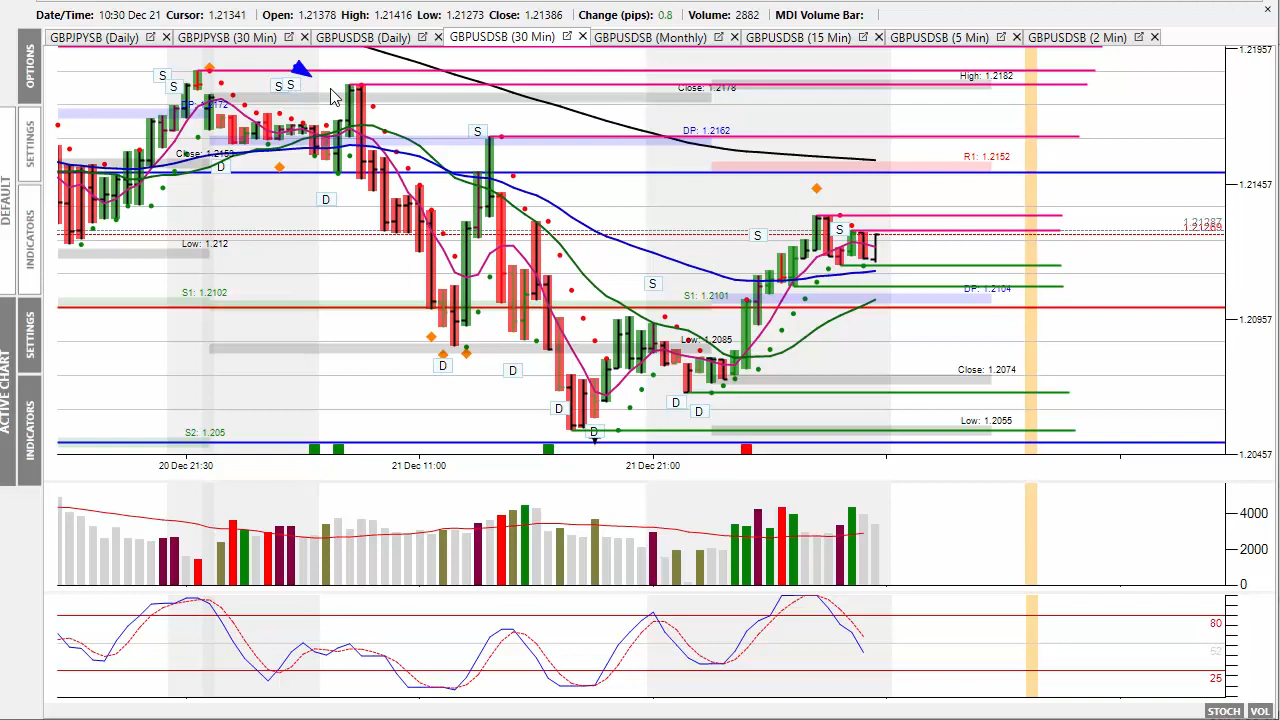 Date/Time: 10:30 Dec 21 Cursor: 1.21341 Open: 1.21378 High: 1.21416 Low: 1.21273 Close: 1.21386 Change (pips): 0.8 Volume: 2882 MDI Volume Bar:
GBPJPYSB (Daily) GBPJPYSB (30 Min) GBPUSDSB (Daily) GBPUSDSB (30 Min) GBPUSDSB (Monthly) GBPUSDSB (15 Min) GBPUSDSB (5 Min)
OPTIONS
SETTINGS
INDICATORS
DEFAULT
SETTINGS
INDICATORS
ACTIVE CHART
1.21957
S
S
S S
High: 1.2182
Close: 1.2178
DP: 1.2172
S
DP: 1.2162
R1: 1.2152
D
D
1.21457
S
S
Low: 1.212
S
S1: 1.2102
S1: 1.2101
DP: 1.2104
1.20957
Low: 1.2085
D
D
Close: 1.2074
D
D
D
Low: 1.2055
S2: 1.205
D
1.20457
20 Dec 21:30
21 Dec 11:00
21 Dec 21:00
4000
2000
0
80
52
25
STOCH VOL